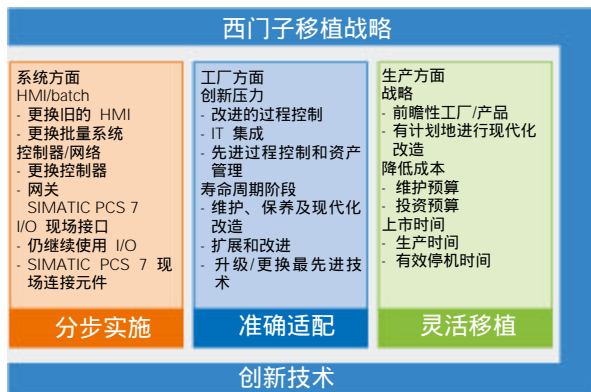 西门子移植战略
系统方面
HMI/batch
- 更换旧的 HMI
- 更换批量系统
控制器/网络
- 更换控制器
- 网关
SIMATIC PCS 7
I/O 现场接口
- 仍继续使用 I/O
- SIMATIC PCS 7 现
场连接元件
分步实施
工厂方面
创新压力
- 改进的过程控制
- IT 集成
- 先进过程控制和资产
管理
寿命周期阶段
- 维护、保养及现代化
改造
- 扩展和改进
- 升级/更换最先进技
术
准确适配
生产方面
战略
- 前瞻性工厂/产品
- 有计划地进行现代化
改造
降低成本
- 维护预算
- 投资预算
上市时间
- 生产时间
- 有效停机时间
灵活移植
创新技术